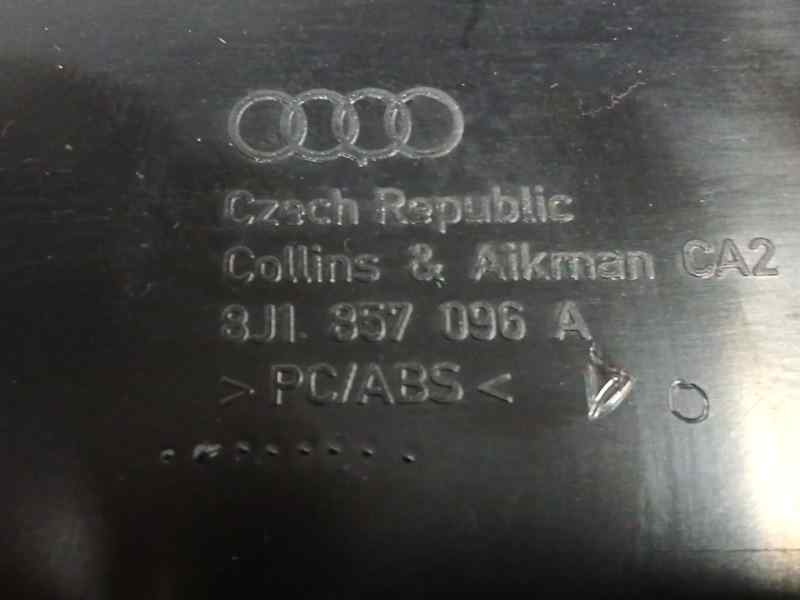 Czech Republic
Collins & Aikman CA2
8J1 857 096 A
> PC/ABS <